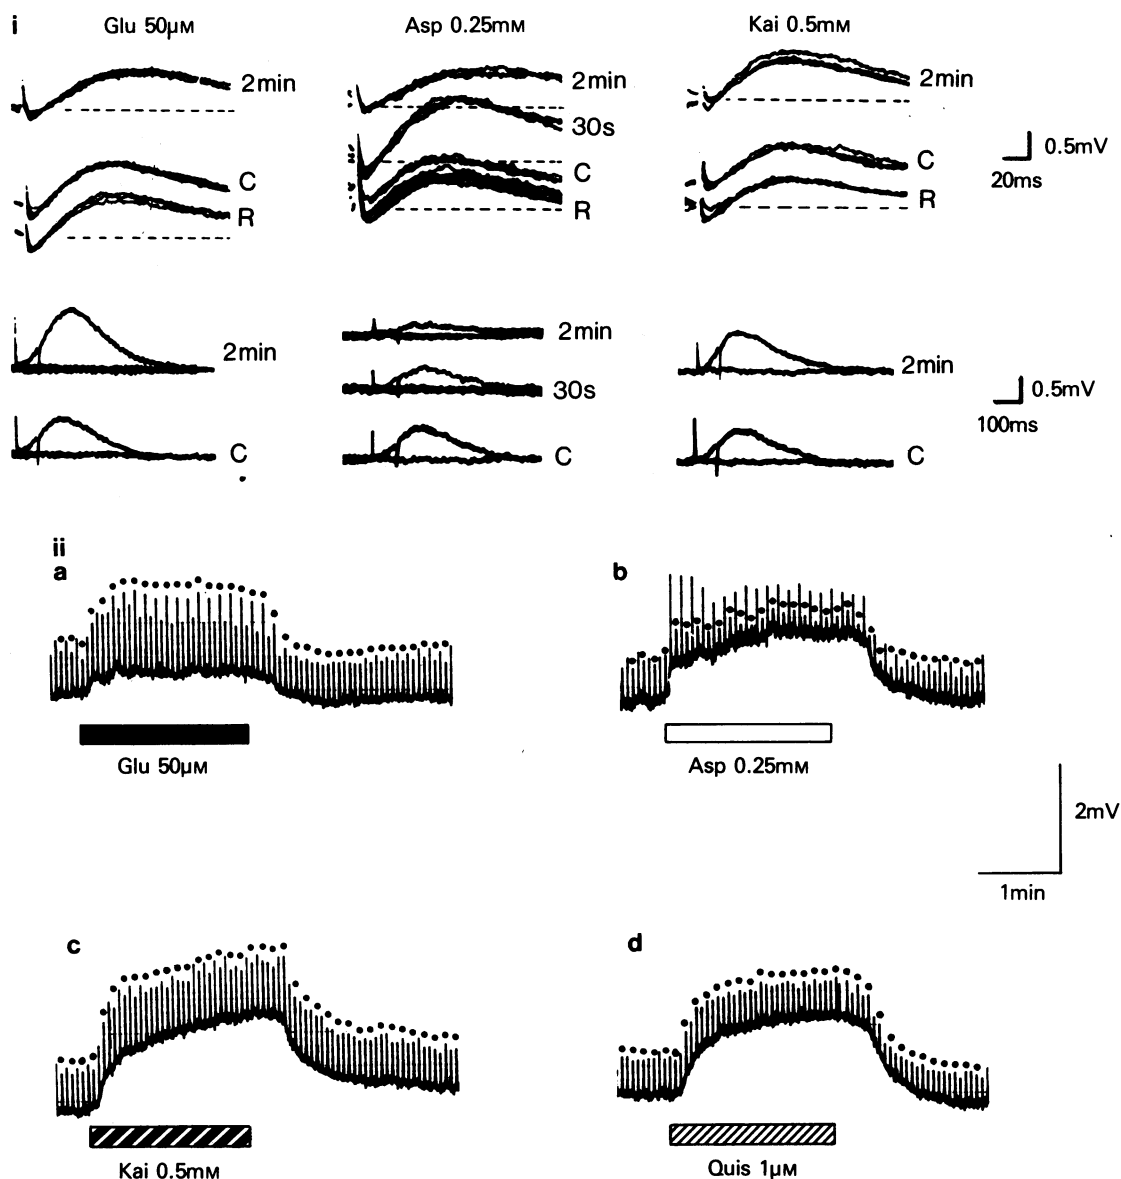 i
Glu 50µM
Asp 0.25mM
Kai 0.5mM
2min
2min
2min
30s
C
C
C
R
R
R
0.5mV
20ms
2min
2min
30s
2min
C
C
C
0.5mV
100ms
ii
a
b
Glu 50µM
Asp 0.25mM
2mV
1min
c
d
Kai 0.5mM
Quis 1µM